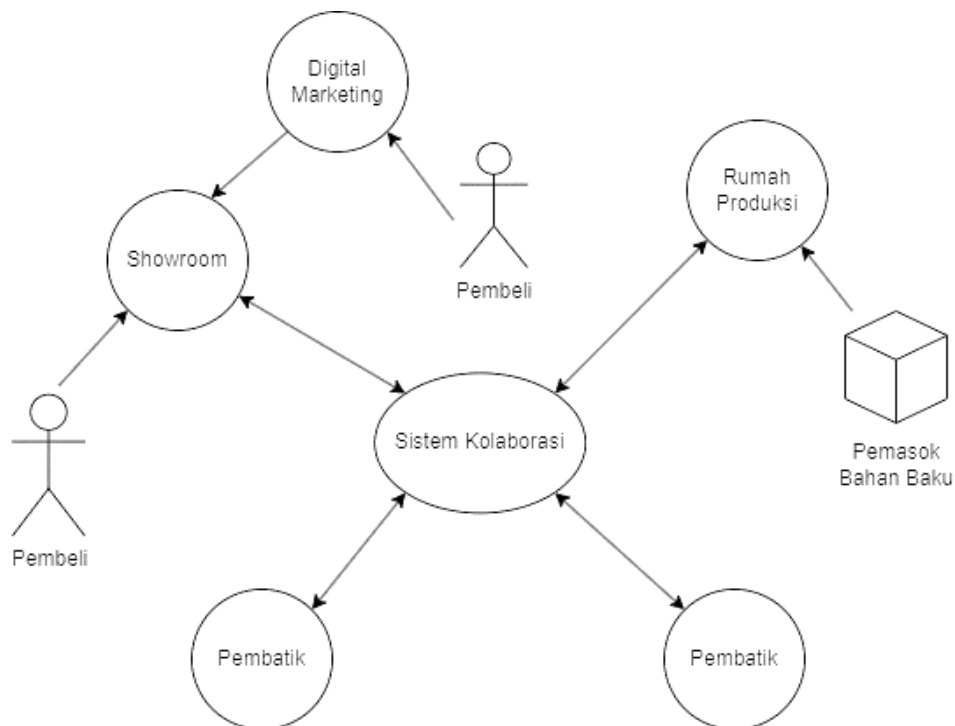 Digital
Marketing
Rumah
Produksi
Showroom
Pembeli
Sistem Kolaborasi
Pemasok
Bahan Baku
Pembeli
Pembatik
Pembatik